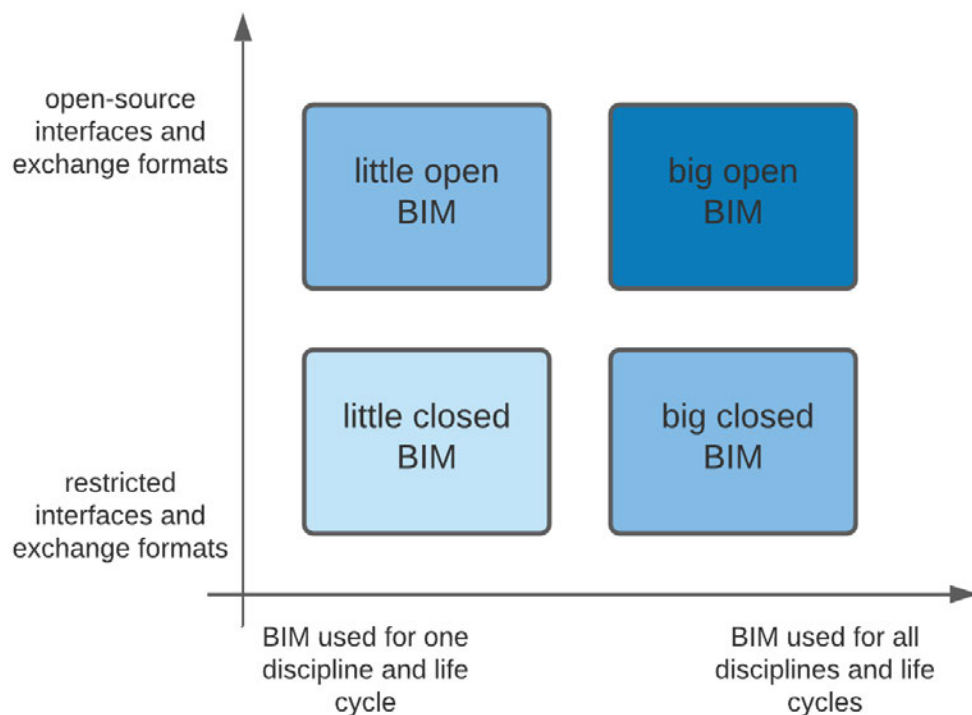 open-source
interfaces and
exchange formats
little open
BIM
big open
BIM
little closed
BIM
big closed
BIM
restricted
interfaces and
exchange formats
BIM used for one
discipline and life
cycle
BIM used for all
disciplines and life
cycles